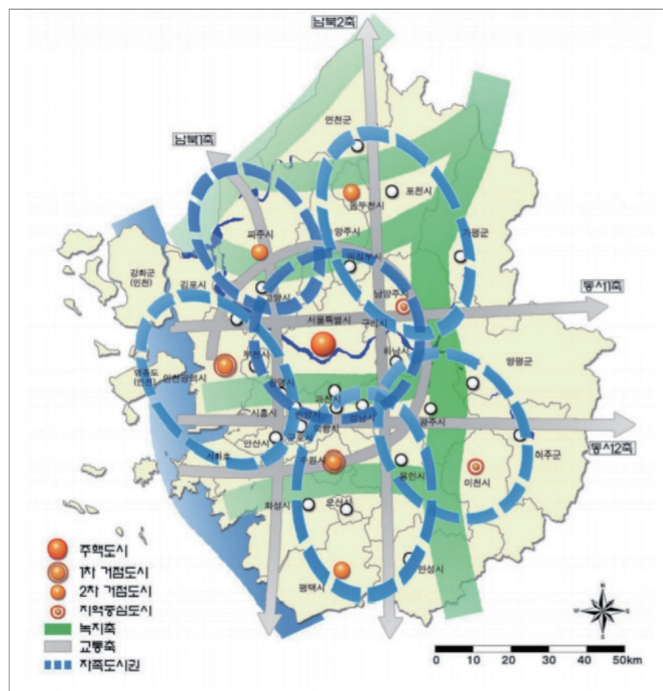 남북2축
남북1축
연천군
동두천시
포천시
양주시
파주시
가평군
의정부시
강화군
(인천)
김포시
고양시
남양주시
동서1축
서울특별시
구리시
부천시
하남시
양평군
영종도
(인천)
인천광역시
광명시
과천시
시흥시
안양시
성남시
광주시
군포시
의왕시
안산시
시화호
동서2축
여주군
수원시
용인시
이천시
화성시
오산시
안성시
평택시
주핵도시
1차 거점도시
2차 거점도시
지역중심도시
녹지축
교통축
자족도시권
N
W
E
S
0 10 20 30 40 50km